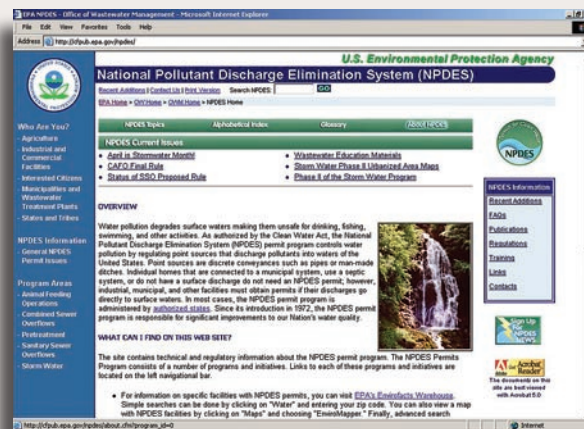 EPA NPDES - Office of Wastewater Management - Microsoft Internet Explorer
File Edit View Favorites Tools Help
Address http://cfpub.epa.gov/npdes/
U.S. Environmental Protection Agency
National Pollutant Discharge Elimination System (NPDES)
Recent Additions | Contact Us | Print Version Search NPDES: GO
EPA Home > OW Home > OWM Home > NPDES Home
NPDES Topics Alphabetical Index Glossary About NPDES
NPDES Current Issues
• April is Stormwater Month!
• CAFO Final Rule
• Status of SSO Proposed Rule
• Wastewater Education Materials
• Storm Water Phase II Urbanized Area Maps
• Phase II of the Storm Water Program
Who Are You?
- Agriculture
- Industrial and
Commercial
Facilities
- Interested Citizens
- Municipalities and
Wastewater
Treatment Plants
- States and Tribes
NPDES Information
- General NPDES
Permit Issues
Program Areas
- Animal Feeding
Operations
- Combined Sewer
Overflows
- Pretreatment
- Sanitary Sewer
Overflows
- Storm Water
OVERVIEW
Water pollution degrades surface waters making them unsafe for drinking, fishing,
swimming, and other activities. As authorized by the Clean Water Act, the National
Pollutant Discharge Elimination System (NPDES) permit program controls water
pollution by regulating point sources that discharge pollutants into waters of the
United States. Point sources are discrete conveyances such as pipes or man-made
ditches. Individual homes that are connected to a municipal system, use a septic
system, or do not have a surface discharge do not need an NPDES permit; however,
industrial, municipal, and other facilities must obtain permits if their discharges go
directly to surface waters. In most cases, the NPDES permit program is
administered by authorized states. Since its introduction in 1972, the NPDES permit
program is responsible for significant improvements to our Nation's water quality.
WHAT CAN I FIND ON THIS WEB SITE?
The site contains technical and regulatory information about the NPDES permit program. The NPDES Permits
Program consists of a number of programs and initiatives. Links to each of these programs and initiatives are
located on the left navigational bar.
• For information on specific facilities with NPDES permits, you can visit EPA's Envirofacts Warehouse.
Simple searches can be done by clicking on "Water" and entering your zip code. You can also view a map
with NPDES facilities by clicking on "Maps" and choosing "EnviroMapper." Finally, advanced search
NPDES
NPDES Information
Recent Additions
FAQs
Publications
Regulations
Training
Links
Contacts
Sign Up
For
NPDES
NEWS
Get Acrobat
Reader
Adobe
The documents on this
site are best viewed
with Acrobat 5.0
http://cfpub.epa.gov/npdes/about.cfm?program_id=0
Internet